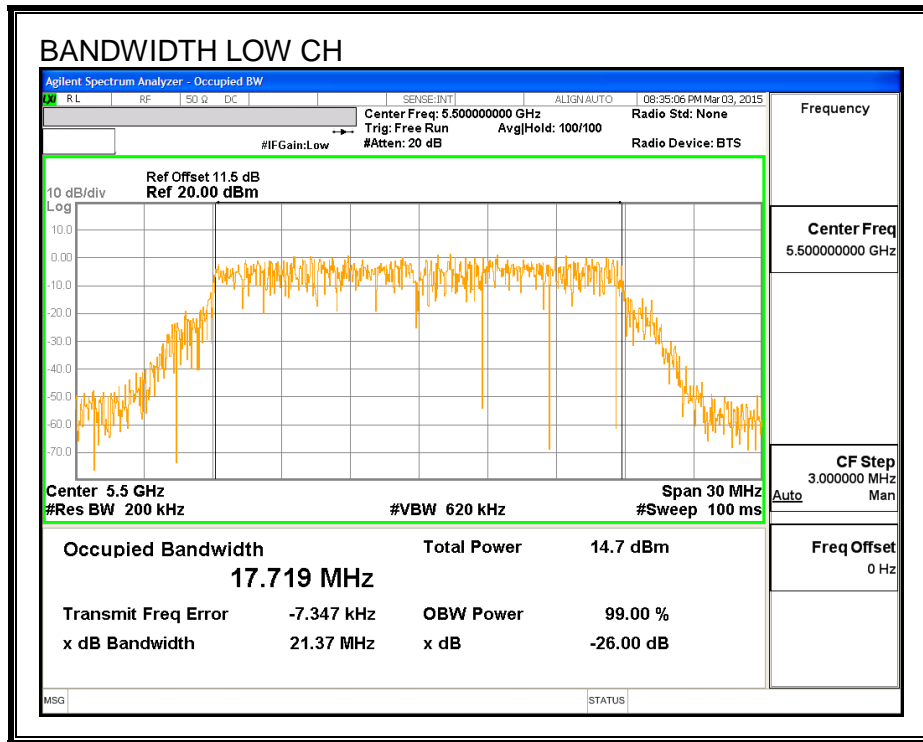 BANDWIDTH LOW CH
Agilent Spectrum Analyzer - Occupied BW
LXI RL RF 50 Ω DC SENSE:INT ALIGN AUTO 08:35:06 PM Mar 03, 2015
Center Freq: 5.500000000 GHz Radio Std: None
Trig: Free Run Avg|Hold: 100/100
#IFGain:Low #Atten: 20 dB Radio Device: BTS
Ref Offset 11.5 dB
10 dB/div Ref 20.00 dBm
Log
10.0
0.00
-10.0
-20.0
-30.0
-40.0
-50.0
-60.0
-70.0
Center 5.5 GHz Span 30 MHz
#Res BW 200 kHz #VBW 620 kHz #Sweep 100 ms
Occupied Bandwidth Total Power 14.7 dBm
17.719 MHz
Transmit Freq Error -7.347 kHz OBW Power 99.00 %
x dB Bandwidth 21.37 MHz x dB -26.00 dB
MSG STATUS
Frequency
Center Freq
5.500000000 GHz
CF Step
3.000000 MHz
Auto Man
Freq Offset
0 Hz